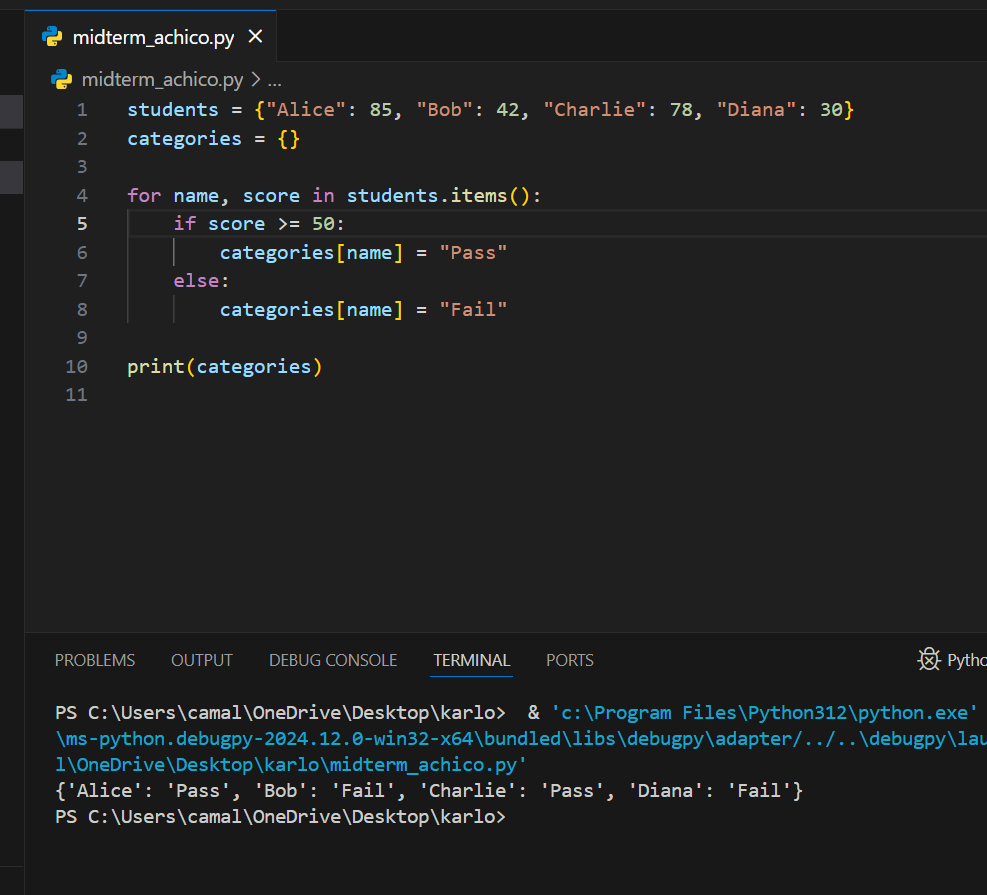 midterm_achico.py
midterm_achico.py > ...
1 students = {"Alice": 85, "Bob": 42, "Charlie": 78, "Diana": 30}
2 categories = {}
3
4 for name, score in students.items():
5     if score >= 50:
6         categories[name] = "Pass"
7     else:
8         categories[name] = "Fail"
9
10 print(categories)
11
PROBLEMS OUTPUT DEBUG CONSOLE TERMINAL PORTS Pytho
PS C:\Users\camal\OneDrive\Desktop\karlo>  & 'c:\Program Files\Python312\python.exe'
\ms-python.debugpy-2024.12.0-win32-x64\bundled\libs\debugpy\adapter/../..\debugpy\lau
l\OneDrive\Desktop\karlo\midterm_achico.py'
{'Alice': 'Pass', 'Bob': 'Fail', 'Charlie': 'Pass', 'Diana': 'Fail'}
PS C:\Users\camal\OneDrive\Desktop\karlo>